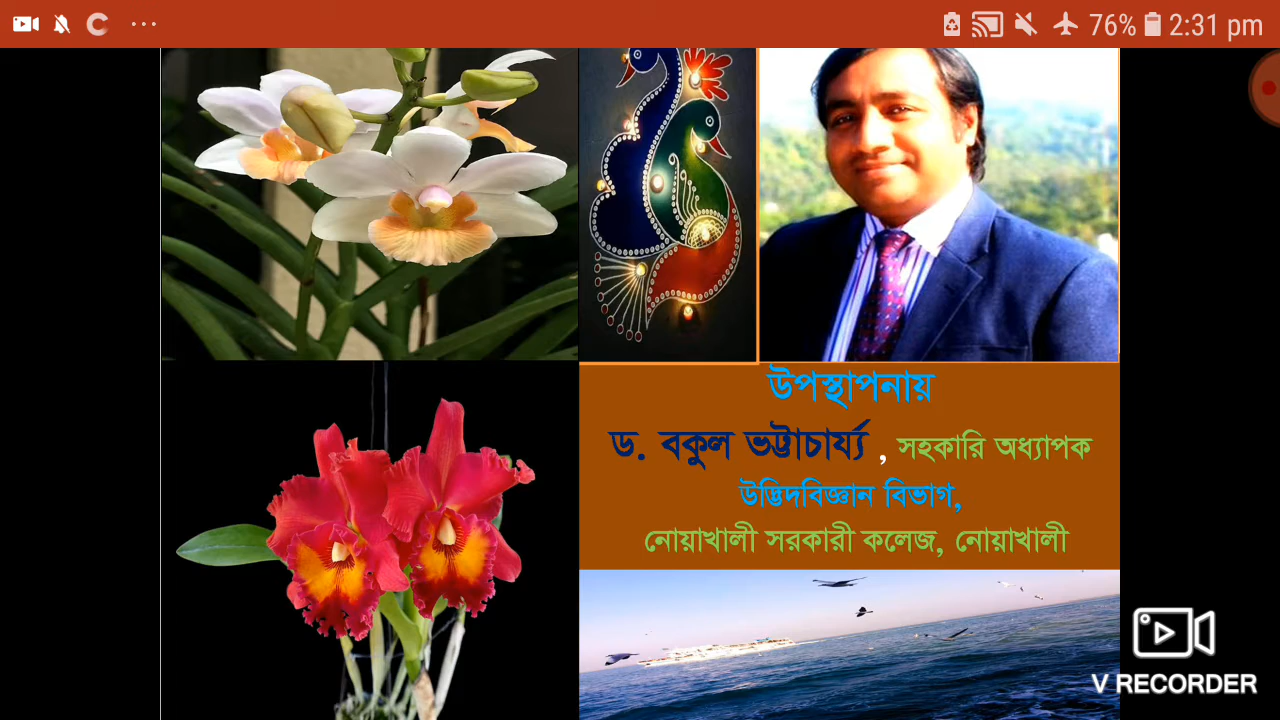 76% 2:31 pm
উপস্থাপনায়
ড. বকুল ভট্টাচার্য্য , সহকারি অধ্যাপক
উদ্ভিদবিজ্ঞান বিভাগ,
নোয়াখালী সরকারী কলেজ, নোয়াখালী
V RECORDER